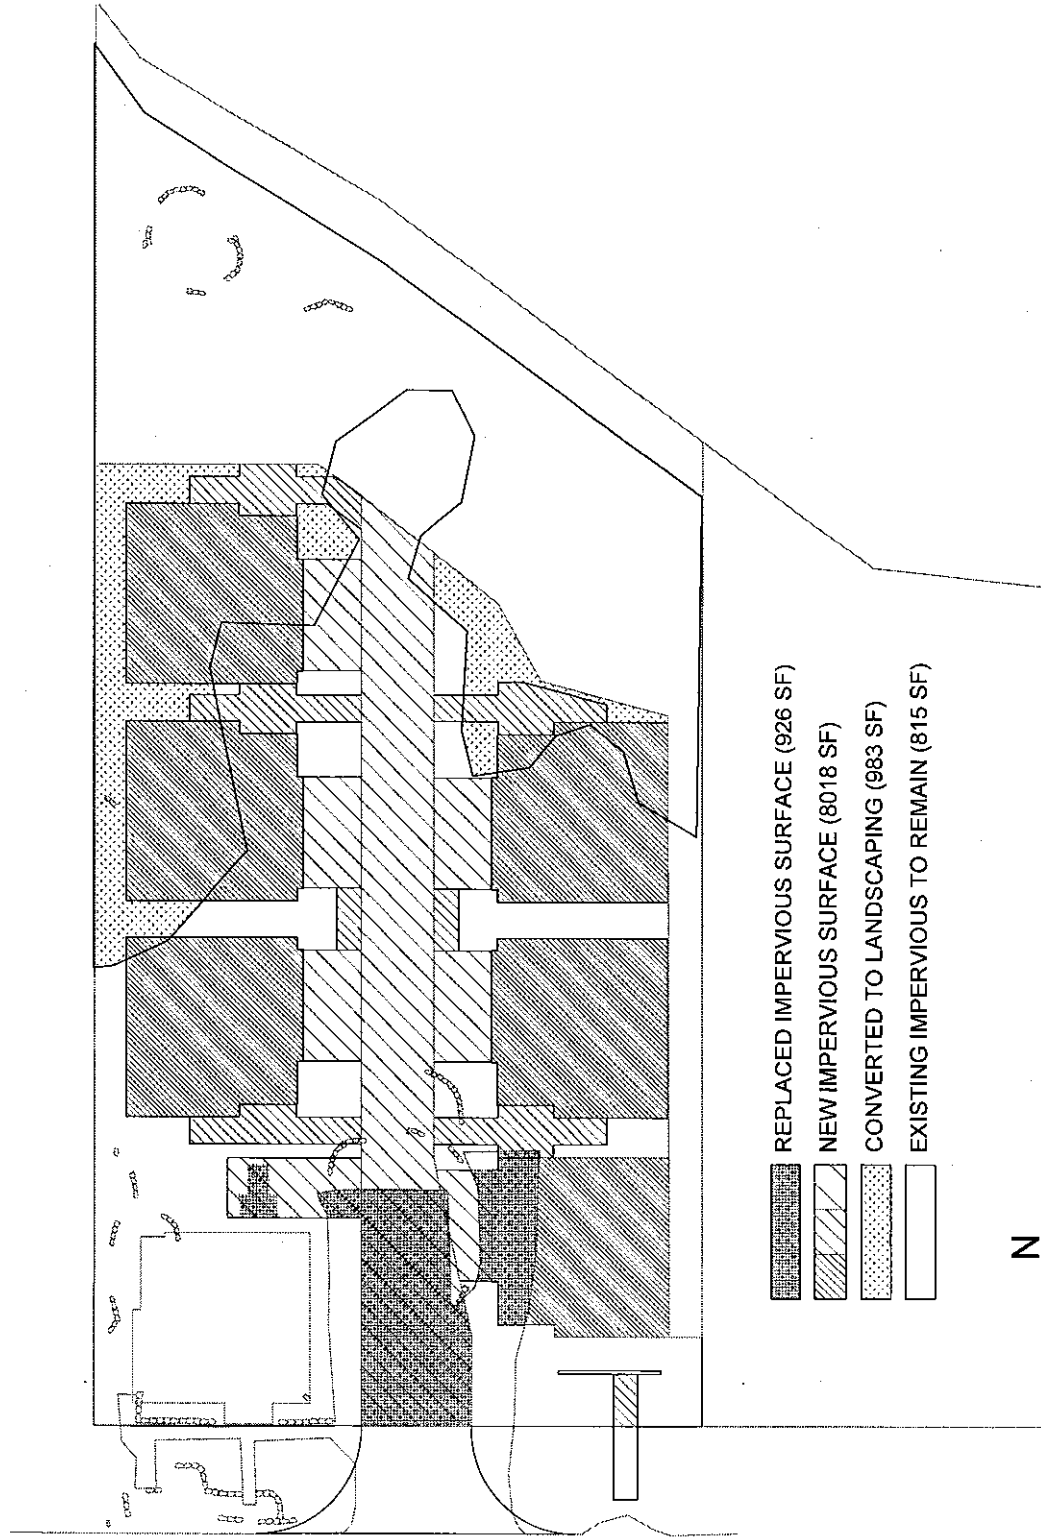 REPLACED IMPERVIOUS SURFACE (926 SF)
NEW IMPERVIOUS SURFACE (8018 SF)
CONVERTED TO LANDSCAPING (983 SF)
EXISTING IMPERVIOUS TO REMAIN (815 SF)
N